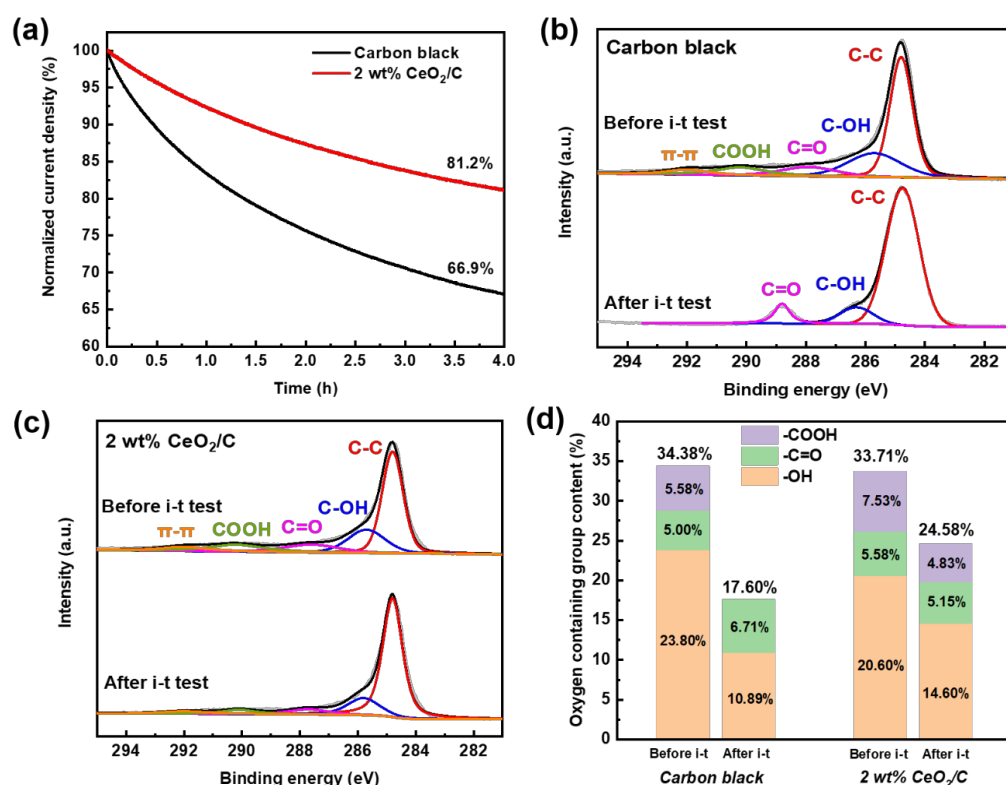 (a)
Normalized current density (%)
100
95
90
85
80
75
70
65
60
Carbon black
2 wt% CeO₂/C
81.2%
66.9%
0.0 0.5 1.0 1.5 2.0 2.5 3.0 3.5 4.0
Time (h)
(b)
Intensity (a.u.)
Carbon black
C-C
Before i-t test
C-OH
π-π COOH C=O
C-C
After i-t test
C=O C-OH
294 292 290 288 286 284 282
Binding energy (eV)
(c)
Intensity (a.u.)
2 wt% CeO₂/C
C-C
Before i-t test
C-OH
π-π COOH C=O
After i-t test
294 292 290 288 286 284 282
Binding energy (eV)
(d)
Oxygen containing group content (%)
40
35
30
25
20
15
10
5
0
-COOH
-C=O
-OH
34.38%
5.58%
5.00%
23.80%
17.60%
6.71%
10.89%
33.71%
7.53%
5.58%
20.60%
24.58%
4.83%
5.15%
14.60%
Before i-t After i-t Before i-t After i-t
Carbon black 2 wt% CeO₂/C